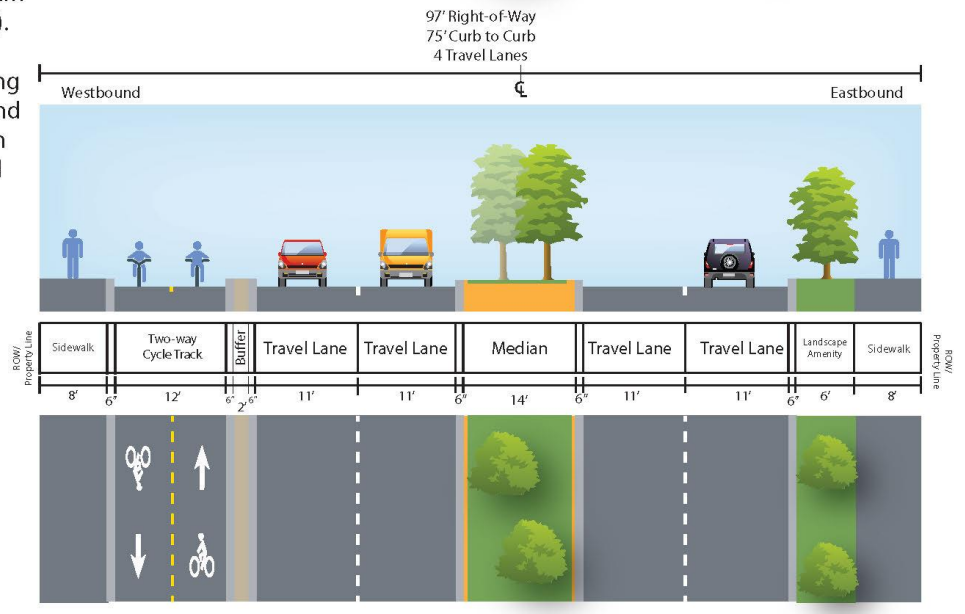 ).
ng
nd
n
l
97' Right-of-Way
75' Curb to Curb
4 Travel Lanes
℄
Westbound
Eastbound
ROW/
Property Line
Sidewalk
Two-way
Cycle Track
Buffer
Travel Lane
Travel Lane
Median
Travel Lane
Travel Lane
Landscape
Amenity
Sidewalk
ROW/
Property Line
8' 6" 12' 6" 2' 6" 11' 11' 6" 14' 6" 11' 11' 6" 6' 8'